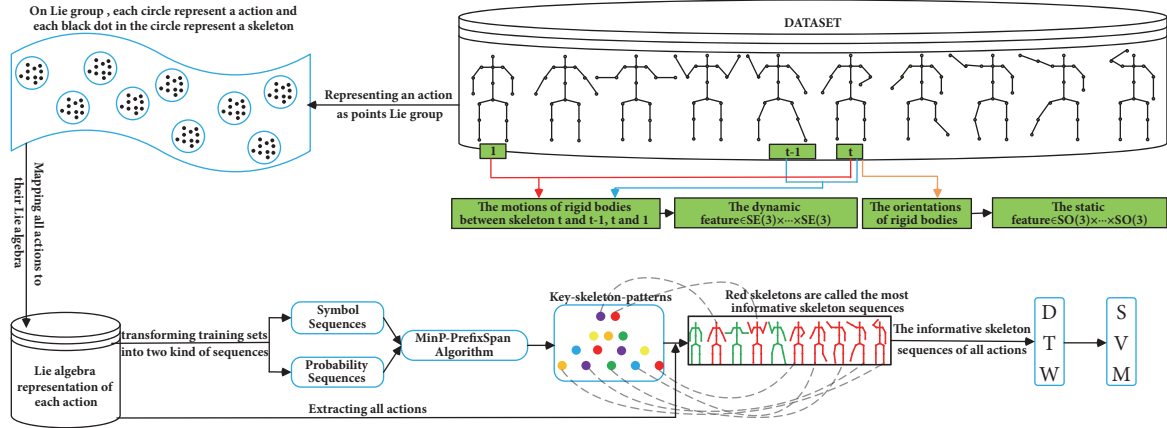 On Lie group , each circle represent a action and
each black dot in the circle represent a skeleton
DATASET
Representing an action
as points Lie group
1
t-1
t
The motions of rigid bodies
between skeleton t and t-1, t and 1
The dynamic
feature∈SE(3)×···×SE(3)
The orientations
of rigid bodies
The static
feature∈SO(3)×···×SO(3)
Mapping all actions to
their Lie algebra
Lie algebra
representation of
each action
transforming training sets
into two kind of sequences
Symbol
Sequences
Probability
Sequences
MinP-PrefixSpan
Algorithm
Key-skeleton-patterns
Red skeletons are called the most
informative skeleton sequences
The informative skeleton
sequences of all actions
D
T
W
S
V
M
Extracting all actions